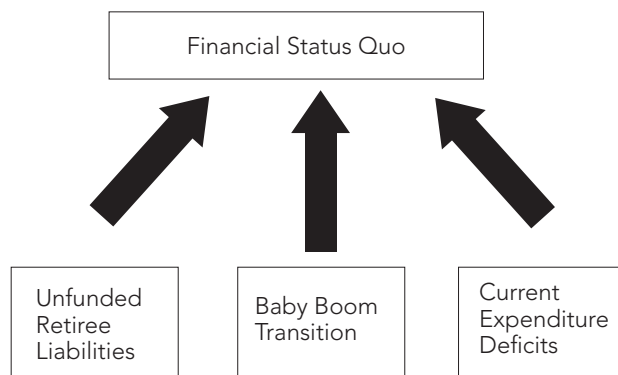 Financial Status Quo
Unfunded
Retiree
Liabilities
Baby Boom
Transition
Current
Expenditure
Deficits